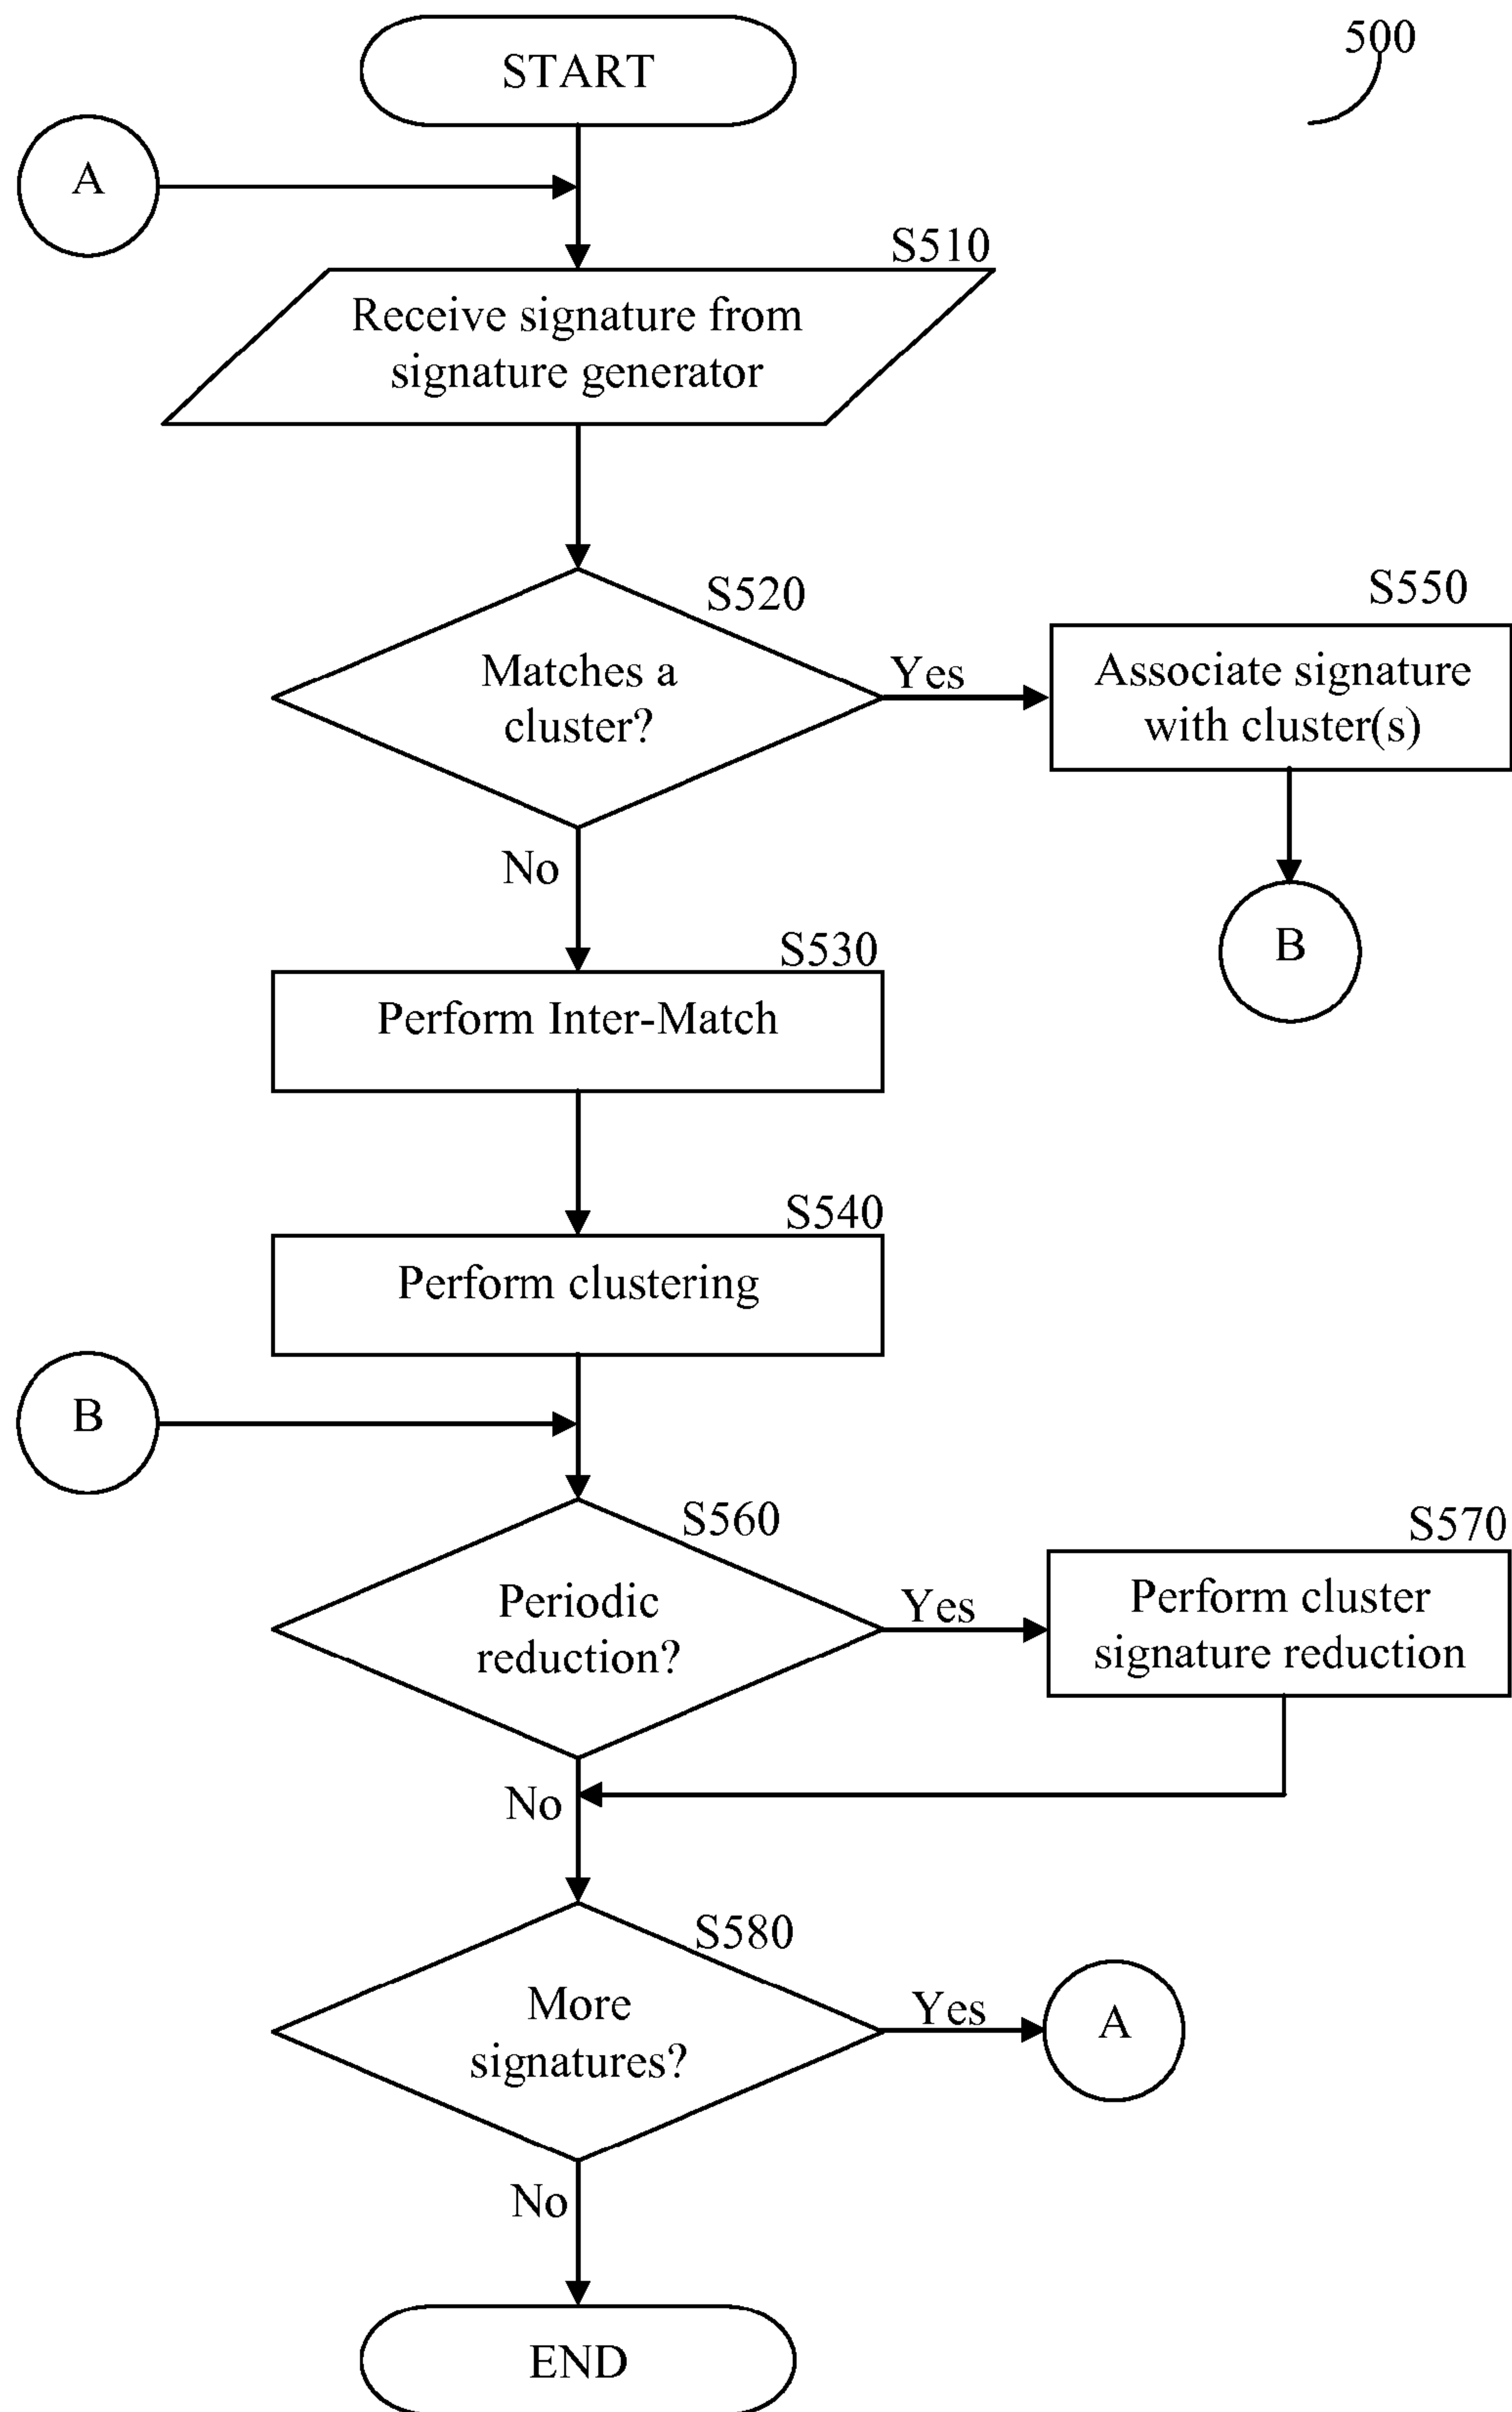 START
500
A
S510
Receive signature from
signature generator
S520
Matches a
cluster?
Yes
S550
Associate signature
with cluster(s)
No
B
S530
Perform Inter-Match
S540
Perform clustering
B
S560
Periodic
reduction?
Yes
S570
Perform cluster
signature reduction
No
S580
More
signatures?
Yes
A
No
END